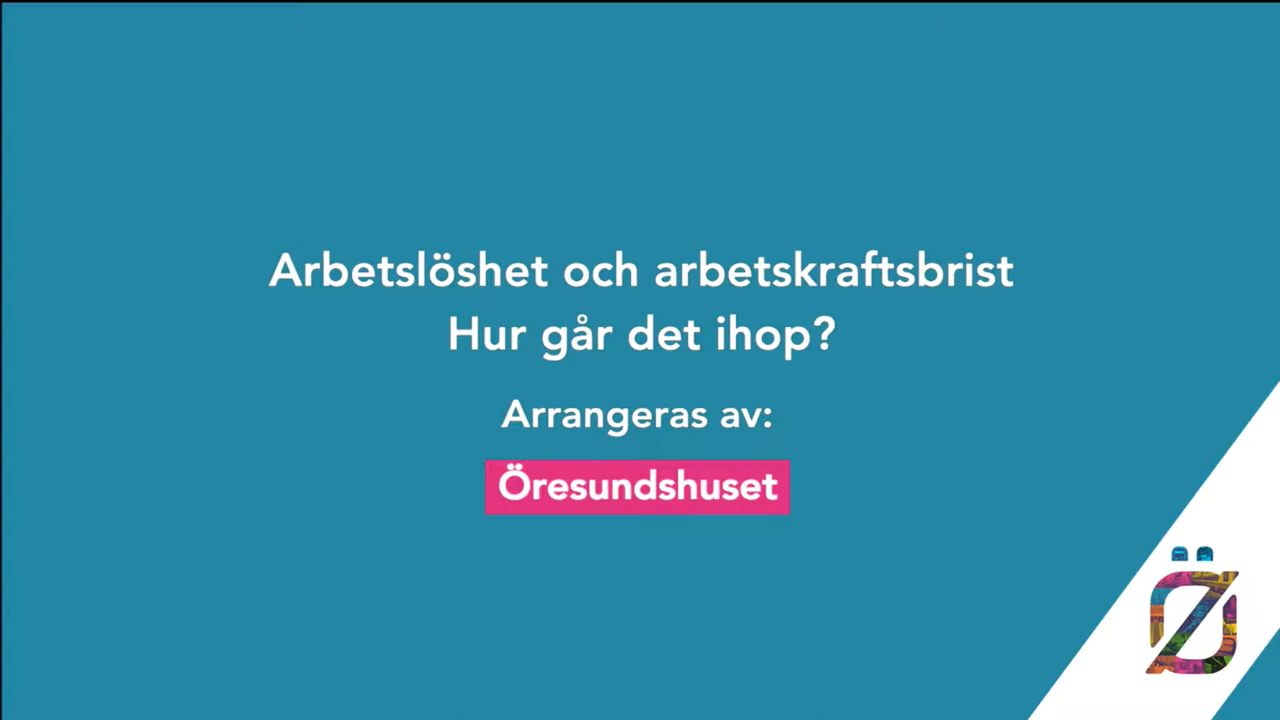 Arbetslöshet och arbetskraftsbrist
Hur går det ihop?
Arrangeras av:
Öresundshuset